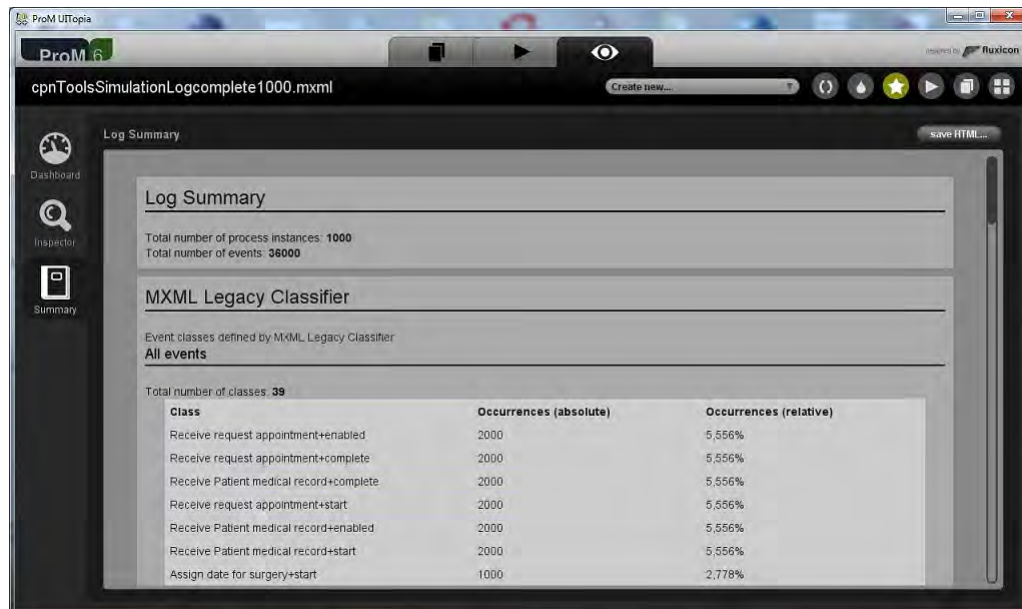 ProM UITopia
ProM 6
powered by fluxicon
cpnToolsSimulationLogcomplete1000.mxml
Create new...
Dashboard
Inspector
Summary
Log Summary
save HTML...
Log Summary
Total number of process instances: 1000
Total number of events: 36000
MXML Legacy Classifier
Event classes defined by MXML Legacy Classifier
All events
Total number of classes: 39
Class Occurrences (absolute) Occurrences (relative)
Receive request appointment+enabled 2000 5,556%
Receive request appointment+complete 2000 5,556%
Receive Patient medical record+complete 2000 5,556%
Receive request appointment+start 2000 5,556%
Receive Patient medical record+enabled 2000 5,556%
Receive Patient medical record+start 2000 5,556%
Assign date for surgery+start 1000 2,778%